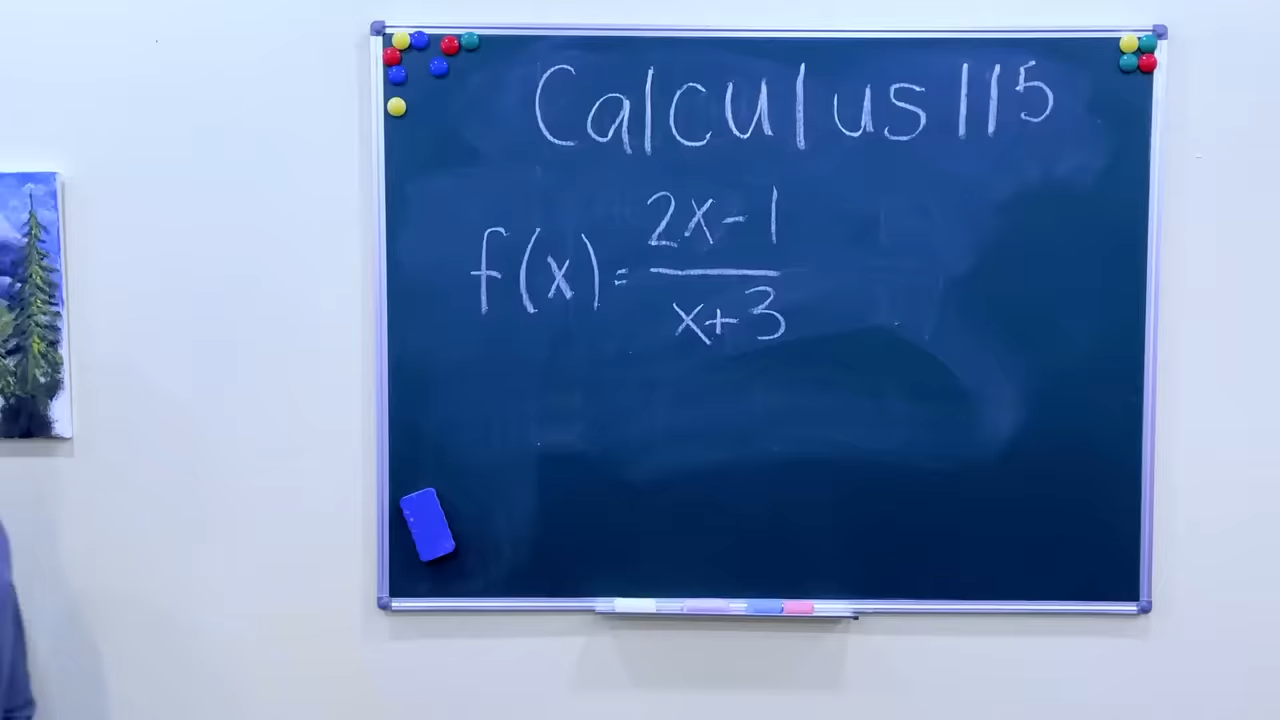 Calculus 115
f(x) = 2x-1
x+3